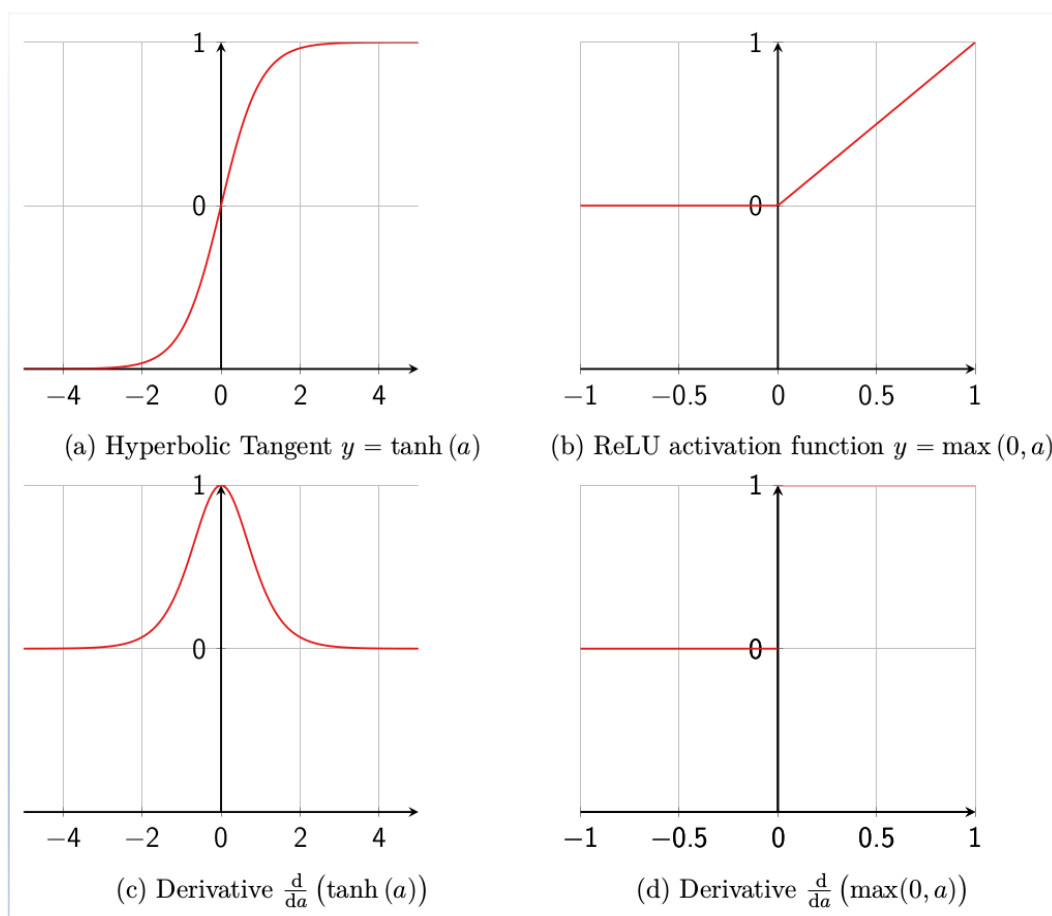 1
0
−4 −2 0 2 4
(a) Hyperbolic Tangent y = tanh (a)
1
0
−1 −0.5 0 0.5 1
(b) ReLU activation function y = max (0, a)
1
0
−4 −2 0 2 4
(c) Derivative d/da (tanh (a))
1
0
−1 −0.5 0 0.5 1
(d) Derivative d/da (max(0, a))